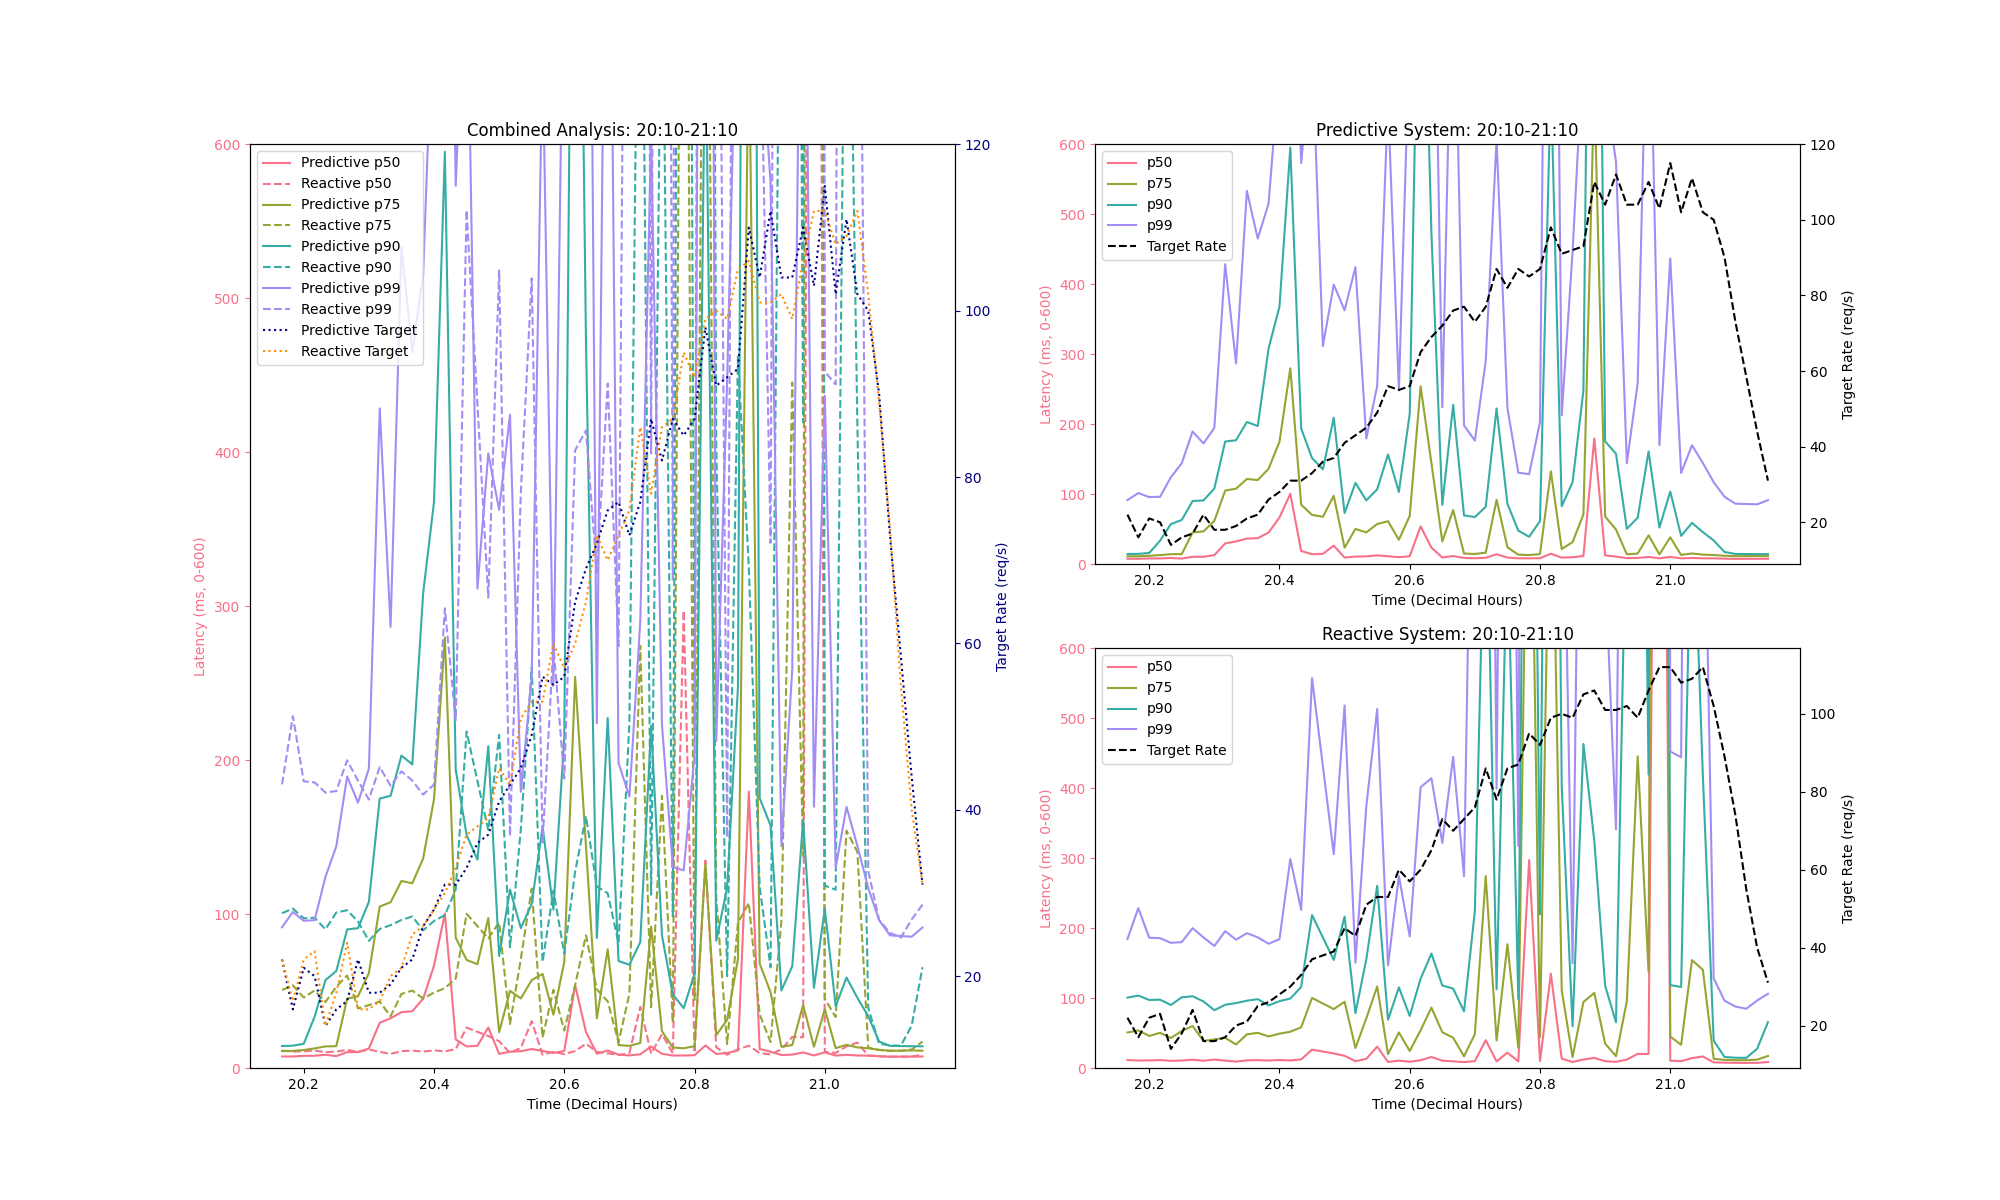 Combined Analysis: 20:10-21:10
Latency (ms, 0-600)
600
500
400
300
200
100
0
Predictive p50
Reactive p50
Predictive p75
Reactive p75
Predictive p90
Reactive p90
Predictive p99
Reactive p99
Predictive Target
Reactive Target
120
100
80
60
40
20
Target Rate (req/s)
20.2 20.4 20.6 20.8 21.0
Time (Decimal Hours)
Predictive System: 20:10-21:10
Latency (ms, 0-600)
600
500
400
300
200
100
0
p50
p75
p90
p99
Target Rate
120
100
80
60
40
20
Target Rate (req/s)
20.2 20.4 20.6 20.8 21.0
Time (Decimal Hours)
Reactive System: 20:10-21:10
Latency (ms, 0-600)
600
500
400
300
200
100
0
p50
p75
p90
p99
Target Rate
100
80
60
40
20
Target Rate (req/s)
20.2 20.4 20.6 20.8 21.0
Time (Decimal Hours)